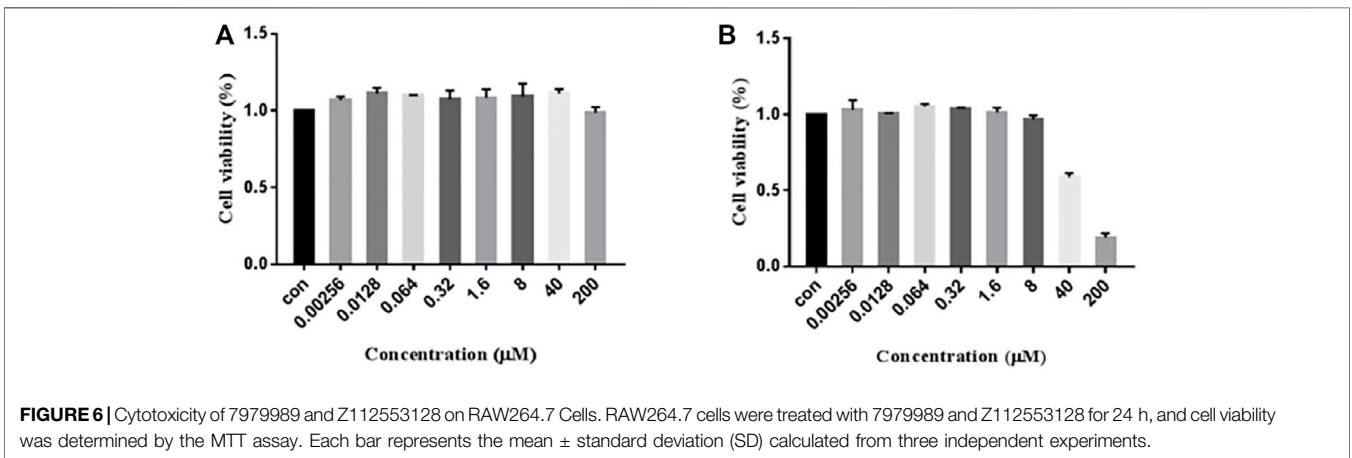 A
Cell viability (%)
1.5
1.0
0.5
0.0
con
0.00256
0.0128
0.064
0.32
1.6
8
40
200
Concentration (μM)
B
Cell viability (%)
1.5
1.0
0.5
0.0
con
0.00256
0.0128
0.064
0.32
1.6
8
40
200
Concentration (μM)
FIGURE 6 | Cytotoxicity of 7979989 and Z112553128 on RAW264.7 Cells. RAW264.7 cells were treated with 7979989 and Z112553128 for 24 h, and cell viability
was determined by the MTT assay. Each bar represents the mean ± standard deviation (SD) calculated from three independent experiments.